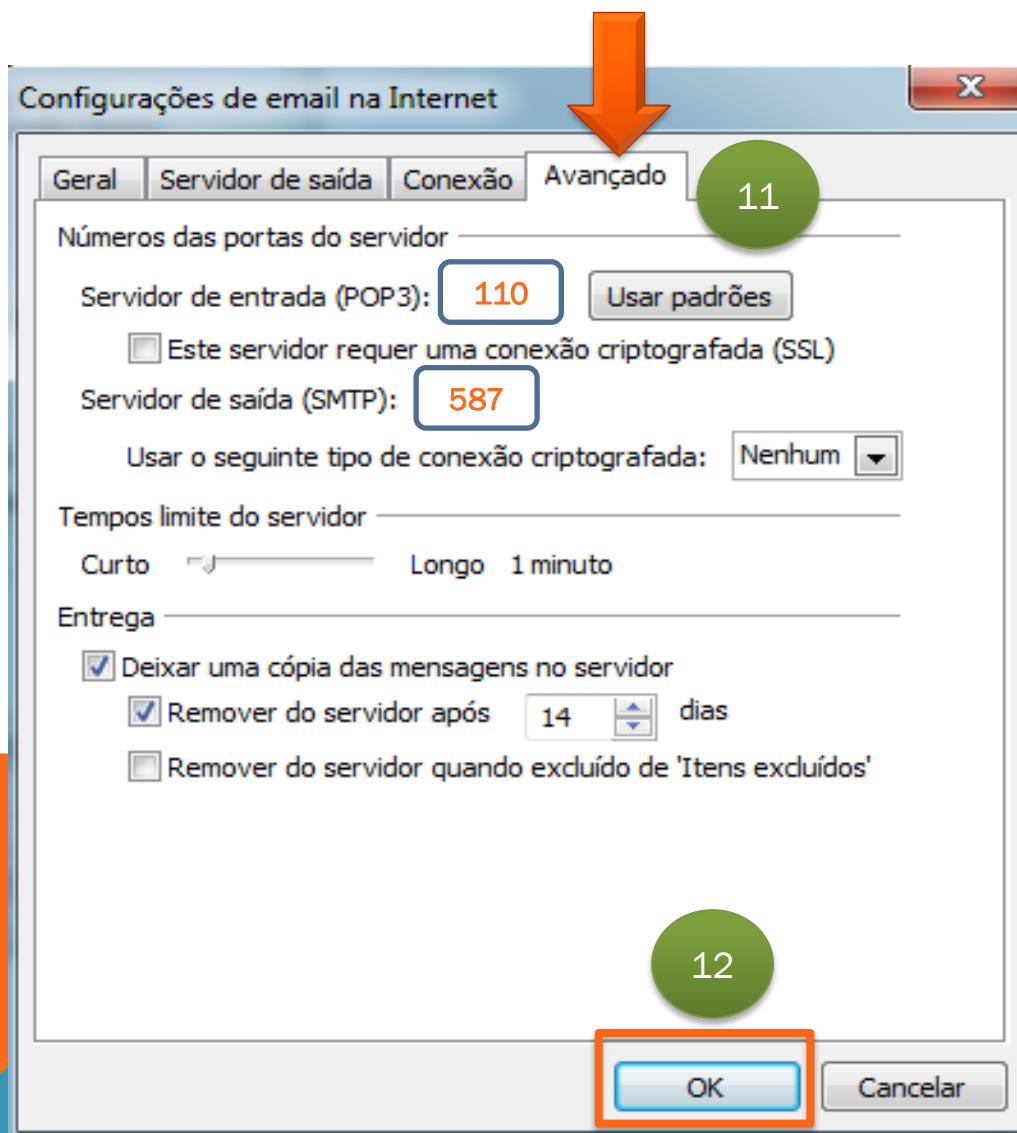 Configurações de email na Internet
X
Geral Servidor de saída Conexão Avançado
11
Números das portas do servidor
Servidor de entrada (POP3): 110 Usar padrões
Este servidor requer uma conexão criptografada (SSL)
Servidor de saída (SMTP): 587
Usar o seguinte tipo de conexão criptografada: Nenhum
Tempos limite do servidor
Curto Longo 1 minuto
Entrega
Deixar uma cópia das mensagens no servidor
Remover do servidor após 14 dias
Remover do servidor quando excluído de 'Itens excluídos'
12
OK Cancelar